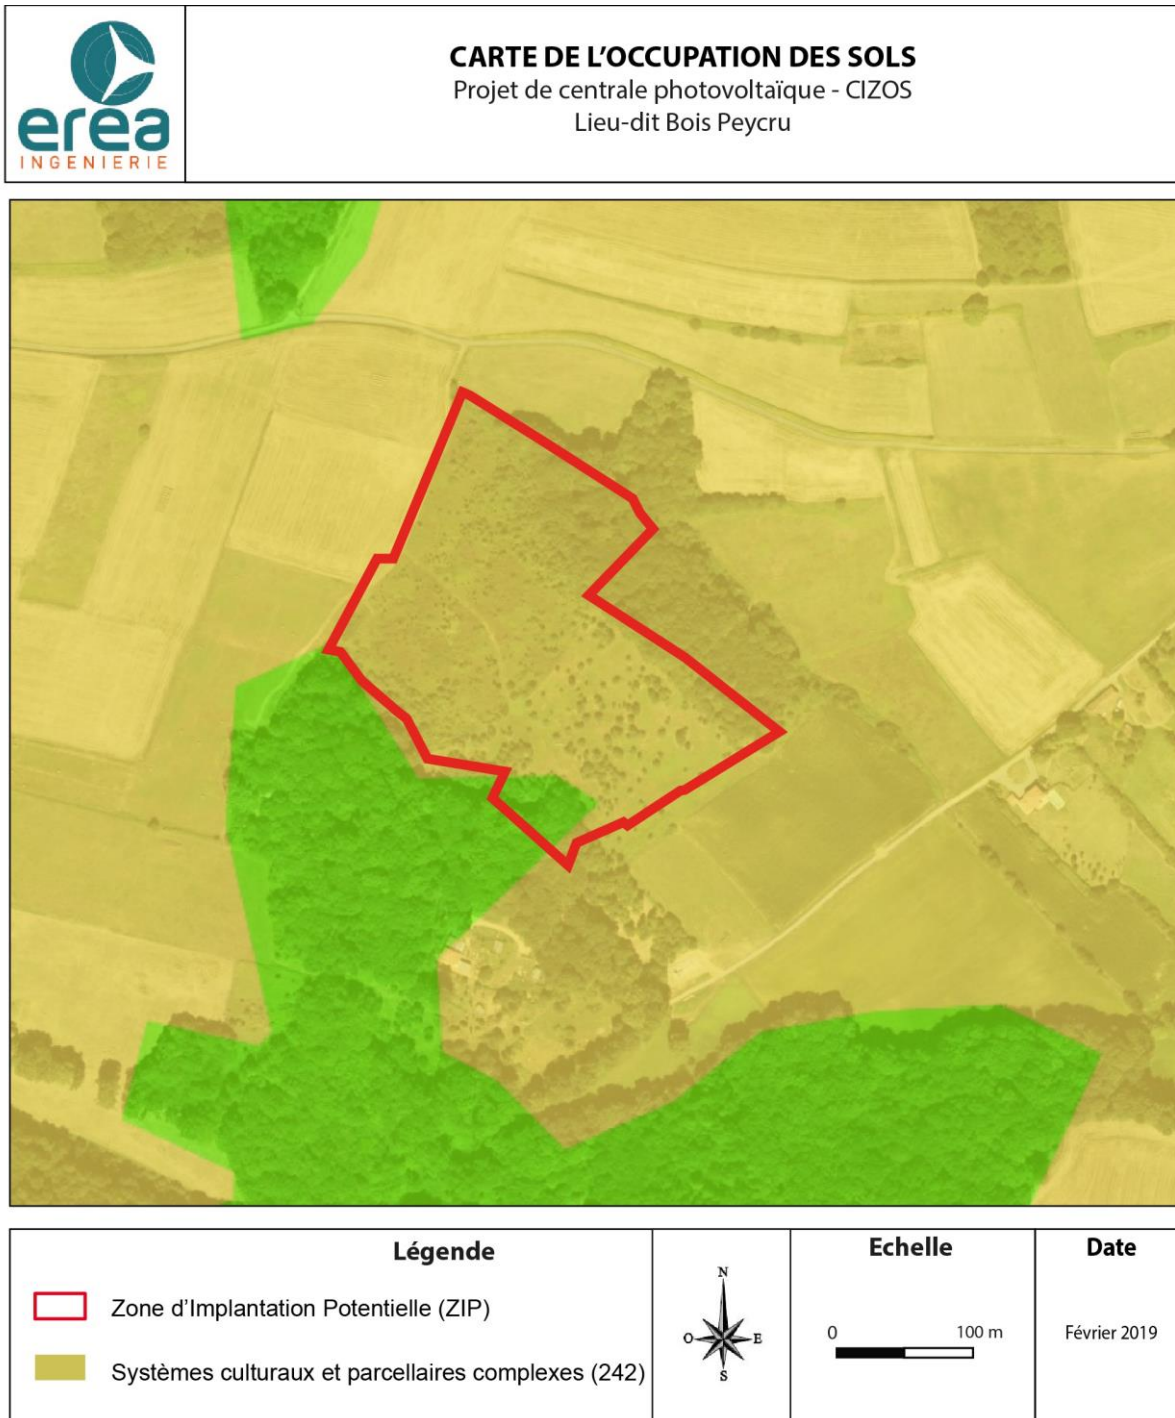 erea
INGENIERIE
CARTE DE L'OCCUPATION DES SOLS
Projet de centrale photovoltaïque - CIZOS
Lieu-dit Bois Peycru
Légende
Zone d'Implantation Potentielle (ZIP)
Systèmes culturaux et parcellaires complexes (242)
N
O
E
S
Echelle
0
100 m
Date
Février 2019